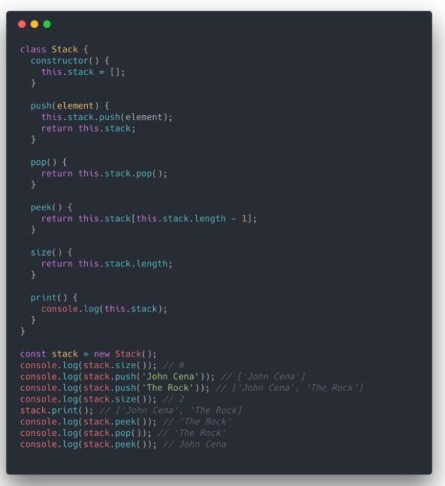 class Stack {
constructor() {
this.stack = [];
}
push(element) {
this.stack.push(element);
return this.stack;
}
pop() {
return this.stack.pop();
}
peek() {
return this.stack[this.stack.length - 1];
}
size() {
return this.stack.length;
}
print() {
console.log(this.stack);
}
}
const stack = new Stack();
console.log(stack.size()); // 0
console.log(stack.push('John Cena')); // ['John Cena']
console.log(stack.push('The Rock')); // ['John Cena', 'The Rock']
console.log(stack.size()); // 2
stack.print(); // ['John Cena', 'The Rock]
console.log(stack.peek()); // 'The Rock'
console.log(stack.pop()); // 'The Rock'
console.log(stack.peek()); // John Cena